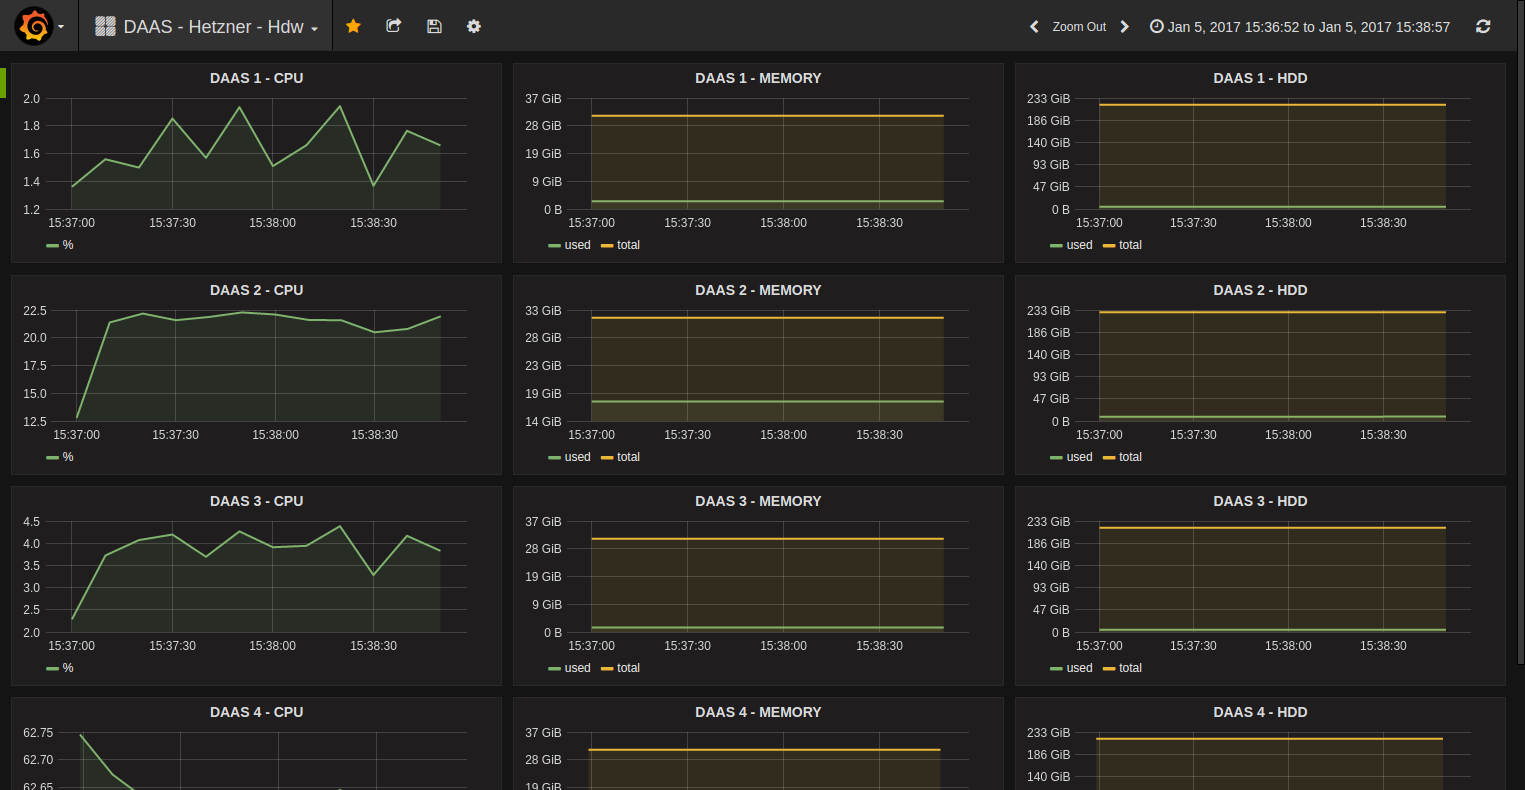 DAAS - Hetzner - Hdw
Zoom Out
Jan 5, 2017 15:36:52 to Jan 5, 2017 15:38:57
DAAS 1 - CPU
2.0
1.8
1.6
1.4
1.2
15:37:00 15:37:30 15:38:00 15:38:30
%
DAAS 1 - MEMORY
37 GiB
28 GiB
19 GiB
9 GiB
0 B
15:37:00 15:37:30 15:38:00 15:38:30
used total
DAAS 1 - HDD
233 GiB
186 GiB
140 GiB
93 GiB
47 GiB
0 B
15:37:00 15:37:30 15:38:00 15:38:30
used total
DAAS 2 - CPU
22.5
20.0
17.5
15.0
12.5
15:37:00 15:37:30 15:38:00 15:38:30
%
DAAS 2 - MEMORY
33 GiB
28 GiB
23 GiB
19 GiB
14 GiB
15:37:00 15:37:30 15:38:00 15:38:30
used total
DAAS 2 - HDD
233 GiB
186 GiB
140 GiB
93 GiB
47 GiB
0 B
15:37:00 15:37:30 15:38:00 15:38:30
used total
DAAS 3 - CPU
4.5
4.0
3.5
3.0
2.5
2.0
15:37:00 15:37:30 15:38:00 15:38:30
%
DAAS 3 - MEMORY
37 GiB
28 GiB
19 GiB
9 GiB
0 B
15:37:00 15:37:30 15:38:00 15:38:30
used total
DAAS 3 - HDD
233 GiB
186 GiB
140 GiB
93 GiB
47 GiB
0 B
15:37:00 15:37:30 15:38:00 15:38:30
used total
DAAS 4 - CPU
62.75
62.70
62.65
DAAS 4 - MEMORY
37 GiB
28 GiB
19 GiB
DAAS 4 - HDD
233 GiB
186 GiB
140 GiB